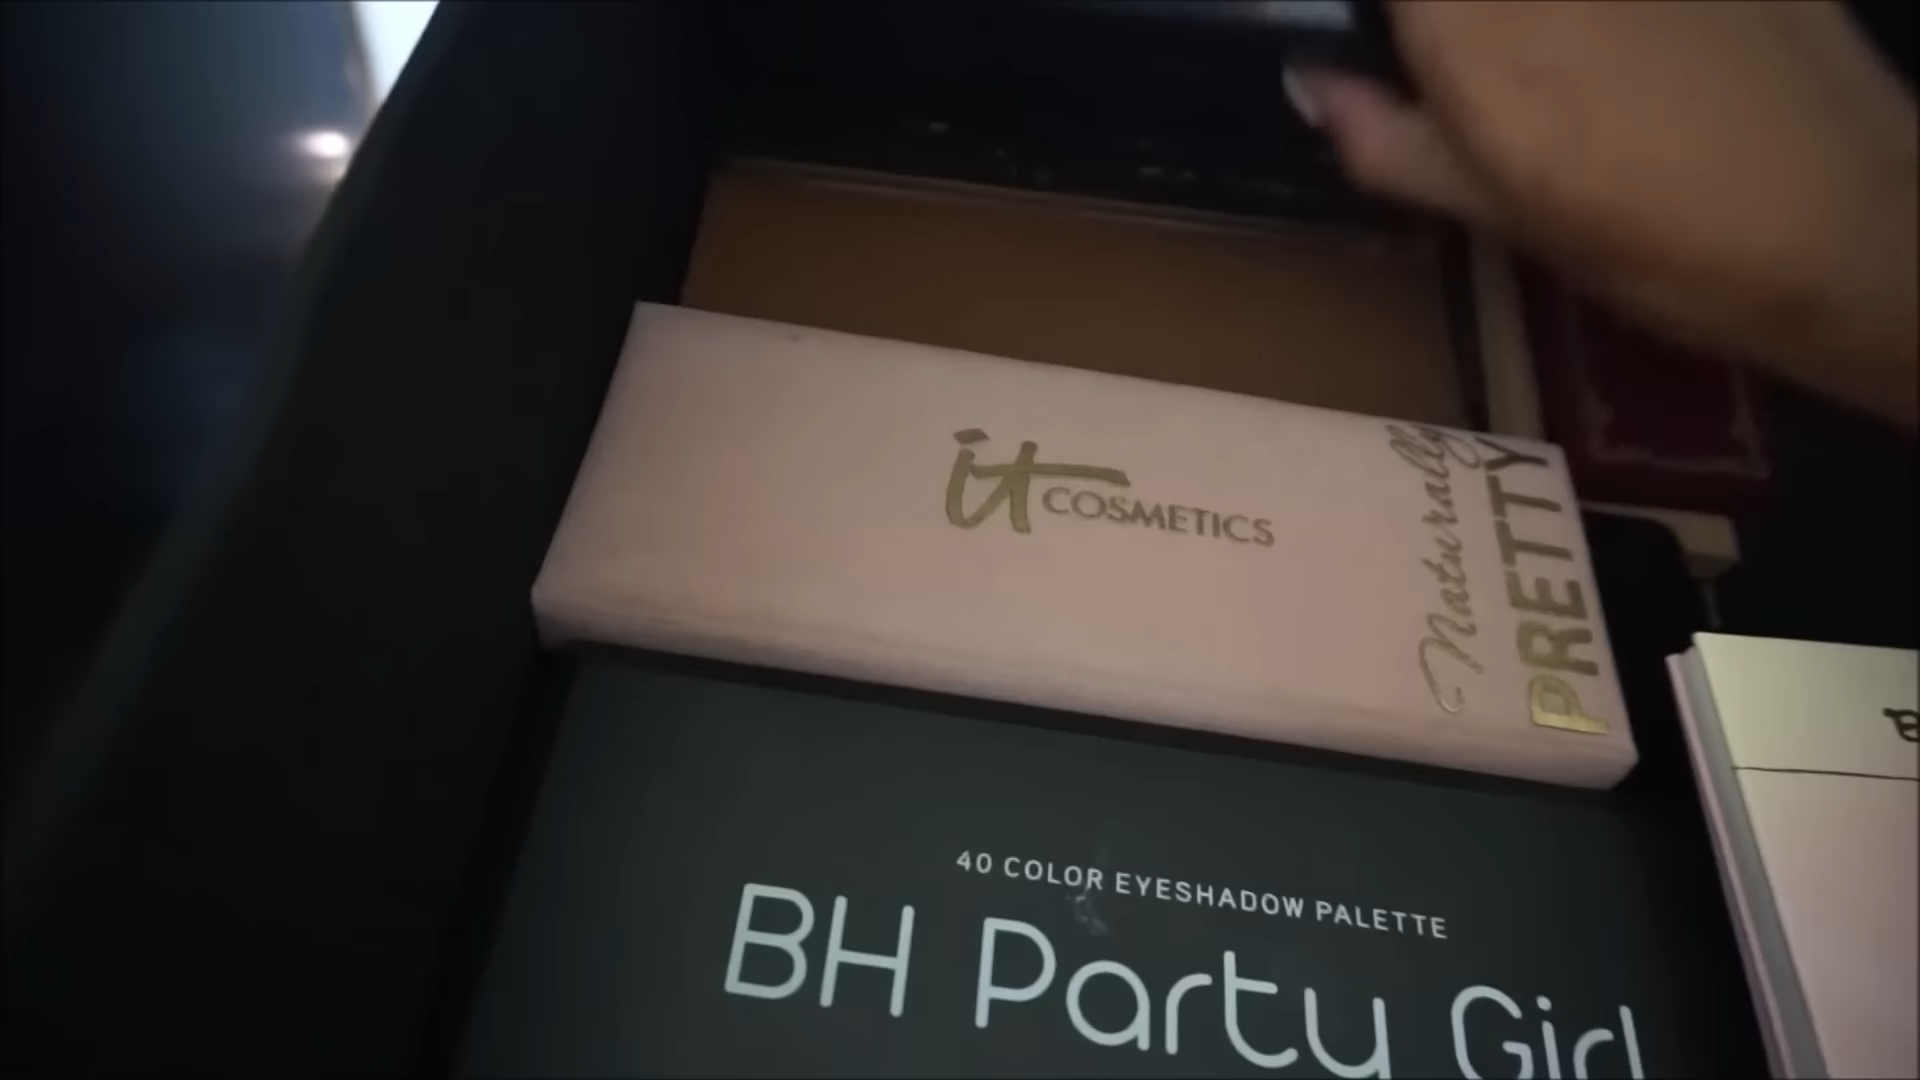 it COSMETICS
Naturally
PRETTY
40 COLOR EYESHADOW PALETTE
BH Party Girl